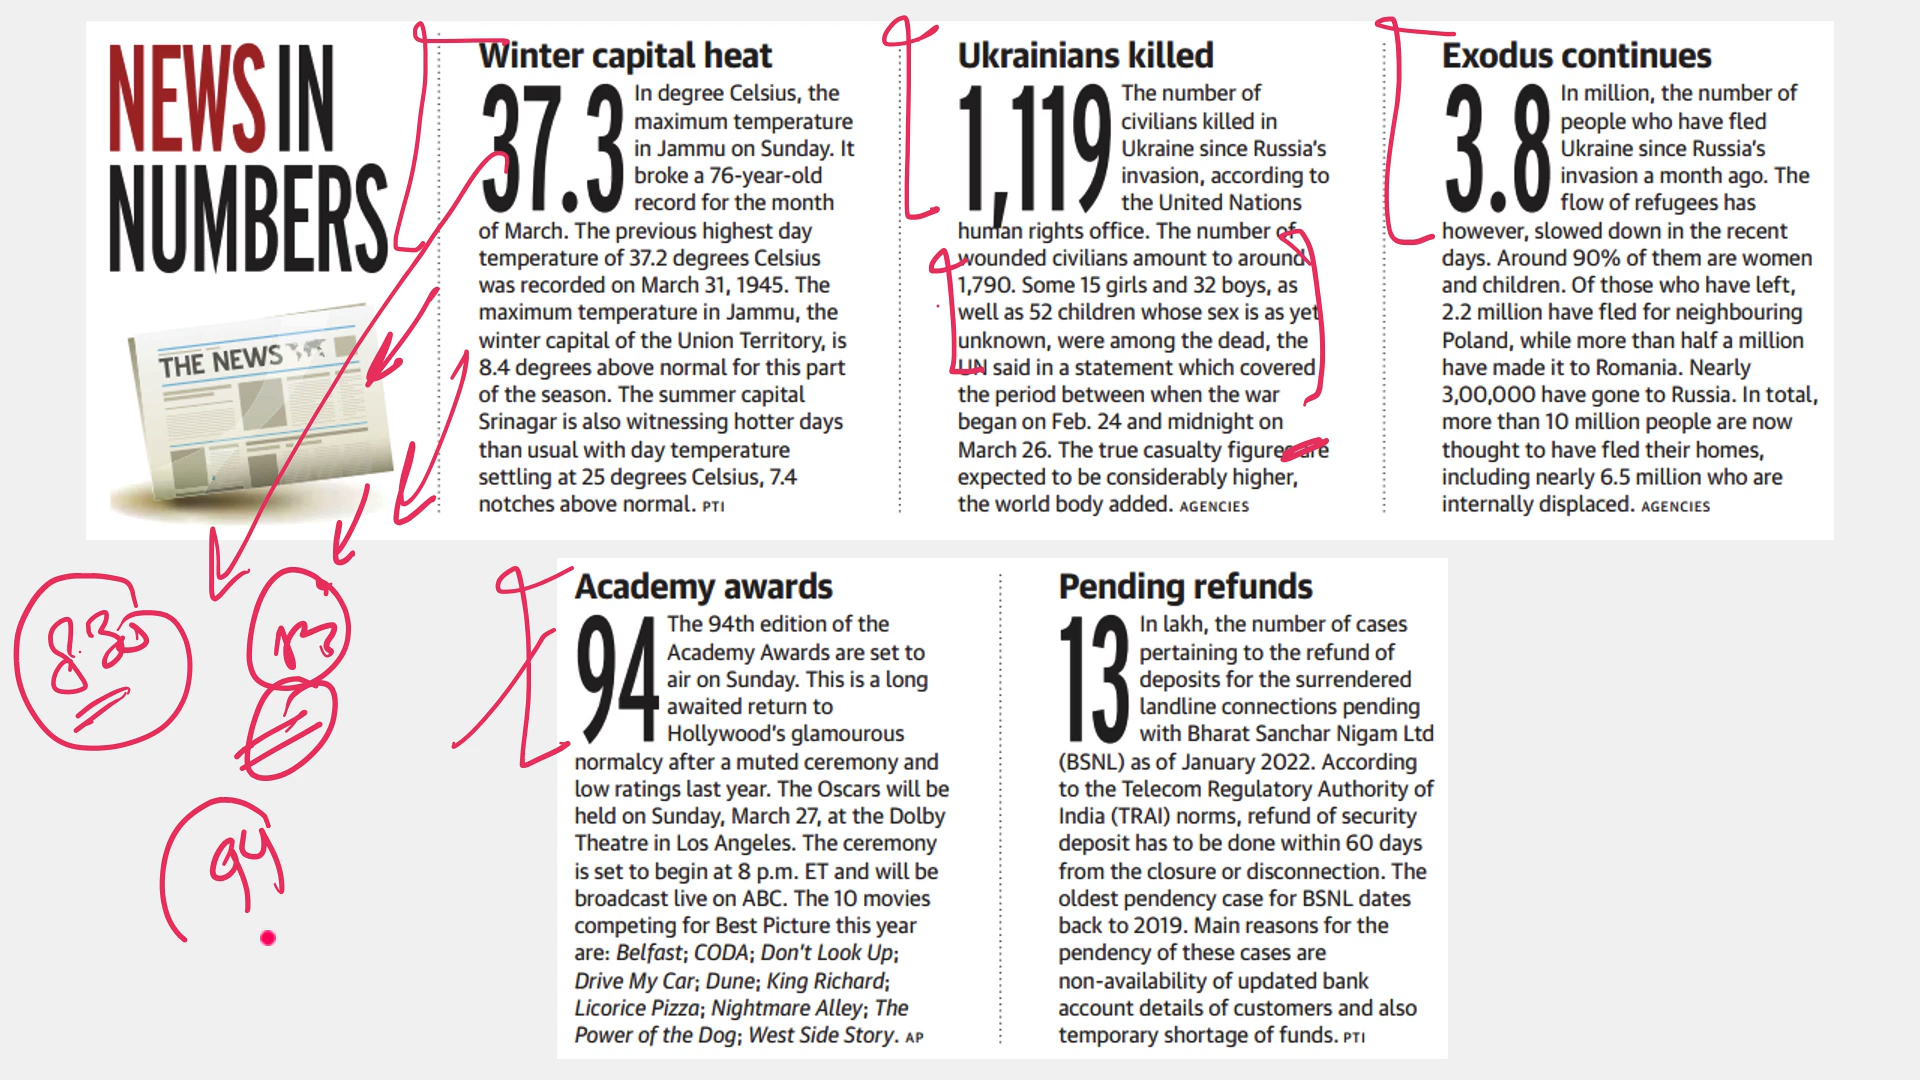 NEWS IN
NUMBERS
THE NEWS
Winter capital heat
37.3
In degree Celsius, the
maximum temperature
in Jammu on Sunday. It
broke a 76-year-old
record for the month
of March. The previous highest day
temperature of 37.2 degrees Celsius
was recorded on March 31, 1945. The
maximum temperature in Jammu, the
winter capital of the Union Territory, is
8.4 degrees above normal for this part
of the season. The summer capital
Srinagar is also witnessing hotter days
than usual with day temperature
settling at 25 degrees Celsius, 7.4
notches above normal. PTI
Ukrainians killed
1,119
The number of
civilians killed in
Ukraine since Russia's
invasion, according to
the United Nations
human rights office. The number of
wounded civilians amount to around
1,790. Some 15 girls and 32 boys, as
well as 52 children whose sex is as yet
unknown, were among the dead, the
UN said in a statement which covered
the period between when the war
began on Feb. 24 and midnight on
March 26. The true casualty figures are
expected to be considerably higher,
the world body added. AGENCIES
Exodus continues
3.8
In million, the number of
people who have fled
Ukraine since Russia's
invasion a month ago. The
flow of refugees has
however, slowed down in the recent
days. Around 90% of them are women
and children. Of those who have left,
2.2 million have fled for neighbouring
Poland, while more than half a million
have made it to Romania. Nearly
3,00,000 have gone to Russia. In total,
more than 10 million people are now
thought to have fled their homes,
including nearly 6.5 million who are
internally displaced. AGENCIES
Academy awards
94
The 94th edition of the
Academy Awards are set to
air on Sunday. This is a long
awaited return to
Hollywood's glamourous
normalcy after a muted ceremony and
low ratings last year. The Oscars will be
held on Sunday, March 27, at the Dolby
Theatre in Los Angeles. The ceremony
is set to begin at 8 p.m. ET and will be
broadcast live on ABC. The 10 movies
competing for Best Picture this year
are: Belfast; CODA; Don't Look Up;
Drive My Car; Dune; King Richard;
Licorice Pizza; Nightmare Alley; The
Power of the Dog; West Side Story. AP
Pending refunds
13
In lakh, the number of cases
pertaining to the refund of
deposits for the surrendered
landline connections pending
with Bharat Sanchar Nigam Ltd
(BSNL) as of January 2022. According
to the Telecom Regulatory Authority of
India (TRAI) norms, refund of security
deposit has to be done within 60 days
from the closure or disconnection. The
oldest pendency case for BSNL dates
back to 2019. Main reasons for the
pendency of these cases are
non-availability of updated bank
account details of customers and also
temporary shortage of funds. PTI
830
94